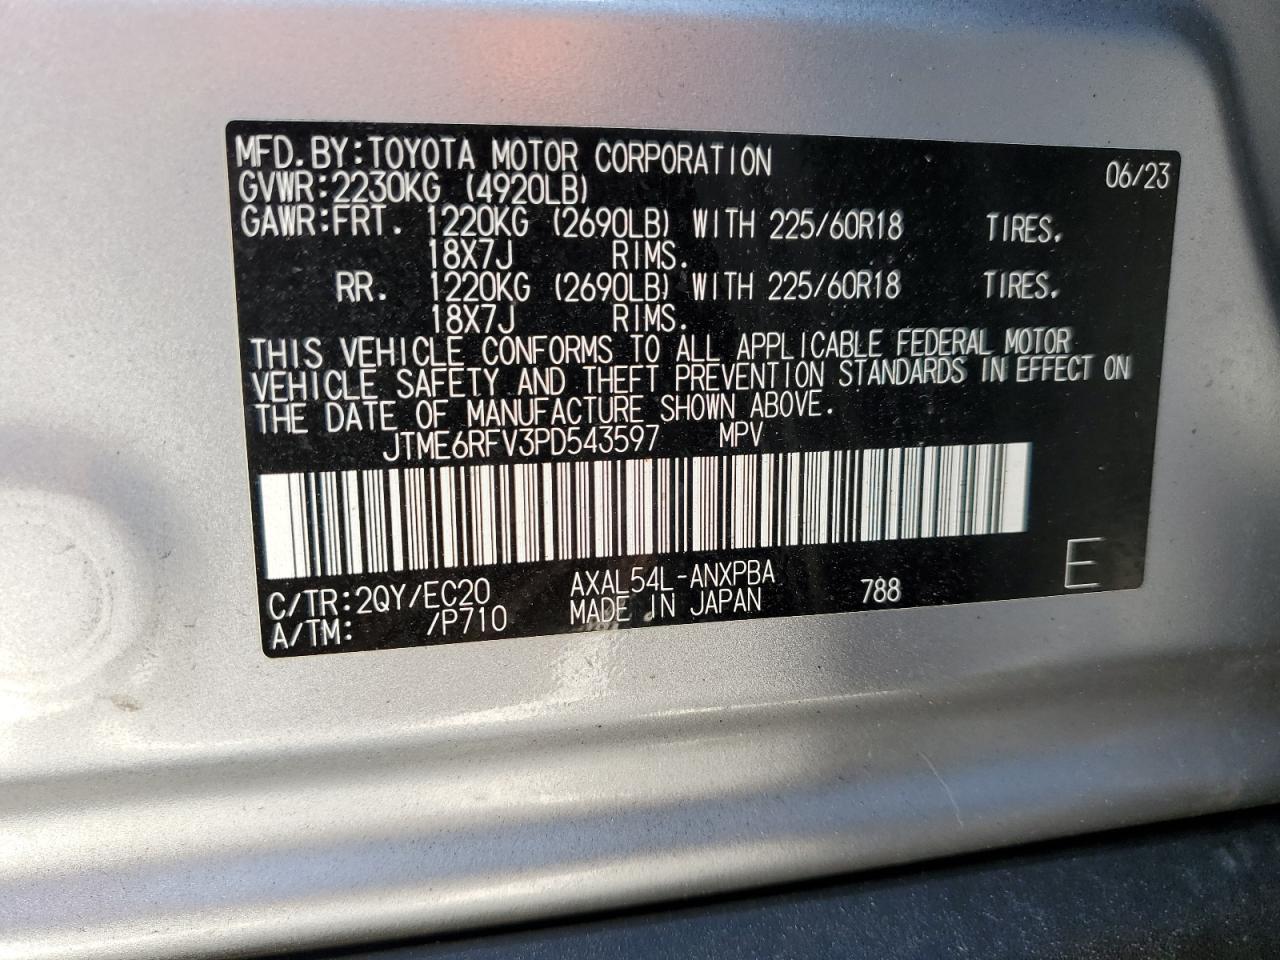 MFD.BY:TOYOTA MOTOR CORPORATION 06/23
GVWR:2230KG (4920LB)
GAWR:FRT. 1220KG (2690LB) WITH 225/60R18 TIRES.
18X7J RIMS.
RR. 1220KG (2690LB) WITH 225/60R18 TIRES.
18X7J RIMS.
THIS VEHICLE CONFORMS TO ALL APPLICABLE FEDERAL MOTOR
VEHICLE SAFETY AND THEFT PREVENTION STANDARDS IN EFFECT ON
THE DATE OF MANUFACTURE SHOWN ABOVE.
JTME6RFV3PD543597 MPV
C/TR:2QY/EC20 AXAL54L-ANXPBA 788 E
A/TM: /P710 MADE IN JAPAN